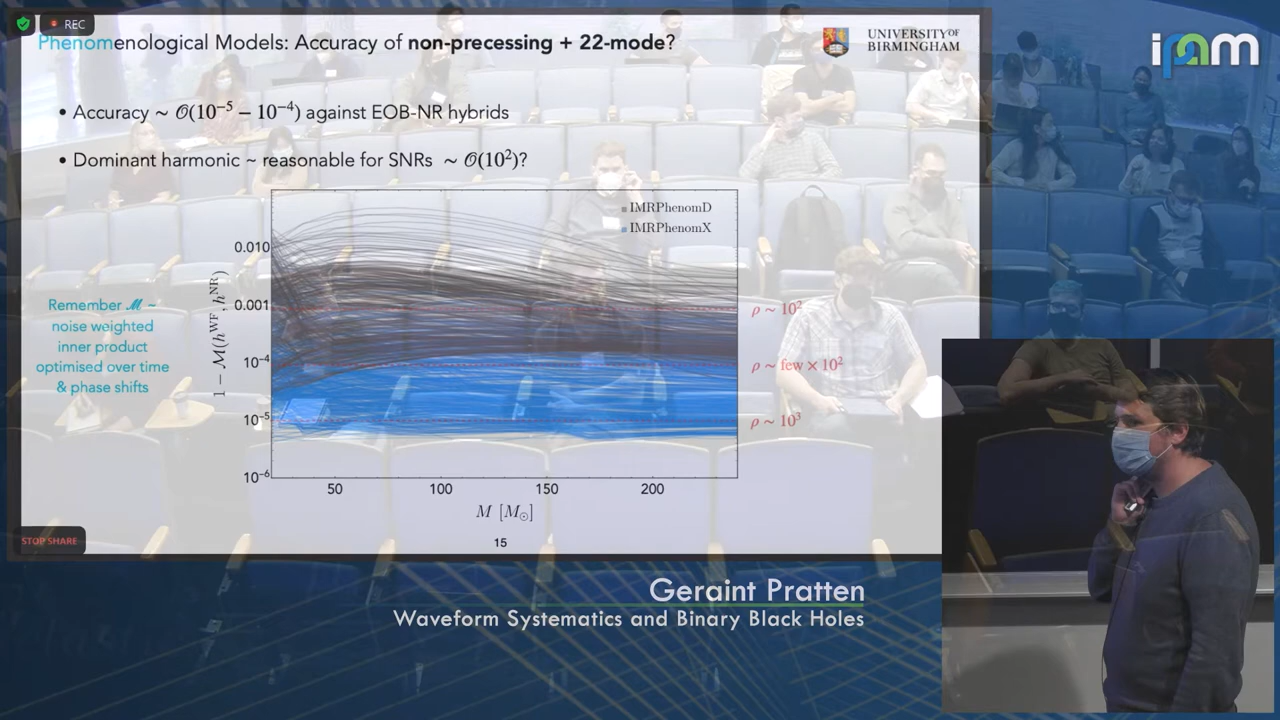 REC
Phenomenological Models: Accuracy of non-precessing + 22-mode?
UNIVERSITY OF
BIRMINGHAM
ipam
• Accuracy ~ 𝒪(10⁻⁵ − 10⁻⁴) against EOB-NR hybrids
• Dominant harmonic ~ reasonable for SNRs ~ 𝒪(10²)?
IMRPhenomD
IMRPhenomX
Remember ℳ ~
noise weighted
inner product
optimised over time
& phase shifts
1 − ℳ(h^WF, h^NR)
0.010
0.001
10⁻⁴
10⁻⁵
10⁻⁶
ρ ~ 10²
ρ ~ few × 10²
ρ ~ 10³
50
100
150
200
M [M⊙]
15
STOP SHARE
Geraint Pratten
Waveform Systematics and Binary Black Holes